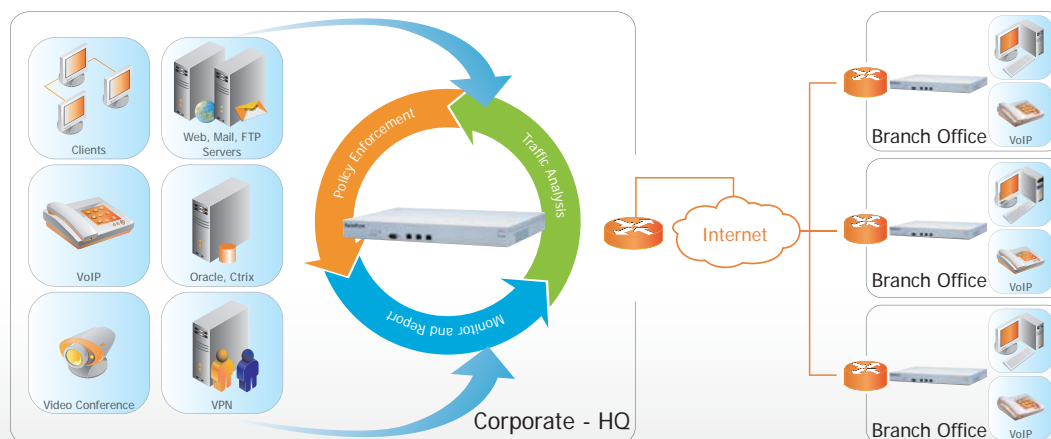 Clients
Web, Mail, FTP
Servers
VoIP
Oracle, Ctrix
Video Conference
VPN
Policy Enforcement
Traffic Analysis
Monitor and Report
Corporate - HQ
Internet
Branch Office
VoIP
Branch Office
VoIP
Branch Office
VoIP